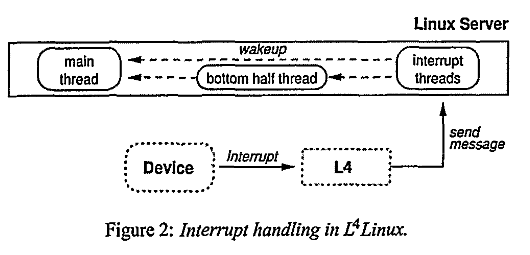 Linux Server
wakeup
main
thread
bottom half thread
interrupt
threads
send
message
Device
Interrupt
L4
Figure 2: Interrupt handling in L⁴Linux.